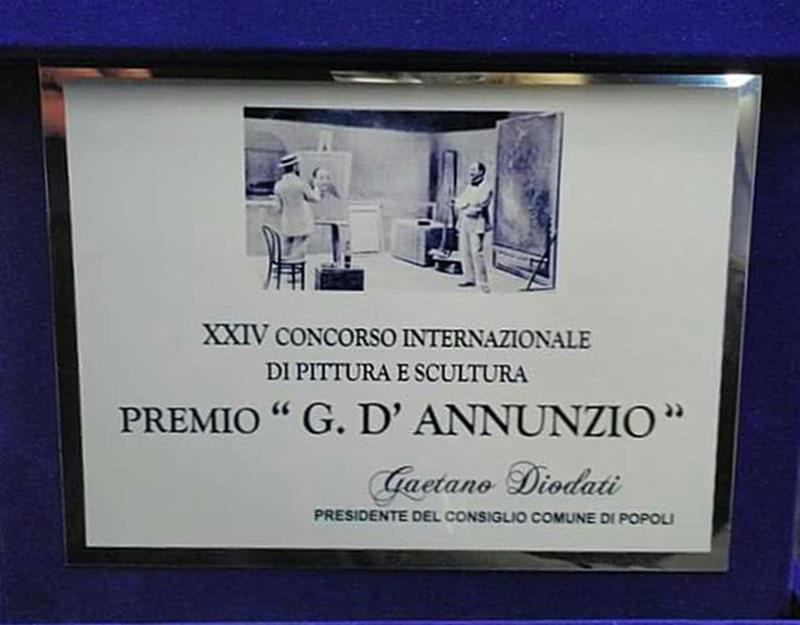 XXIV CONCORSO INTERNAZIONALE
DI PITTURA E SCULTURA
PREMIO “ G. D’ ANNUNZIO ”
Gaetano Diodati
PRESIDENTE DEL CONSIGLIO COMUNE DI POPOLI